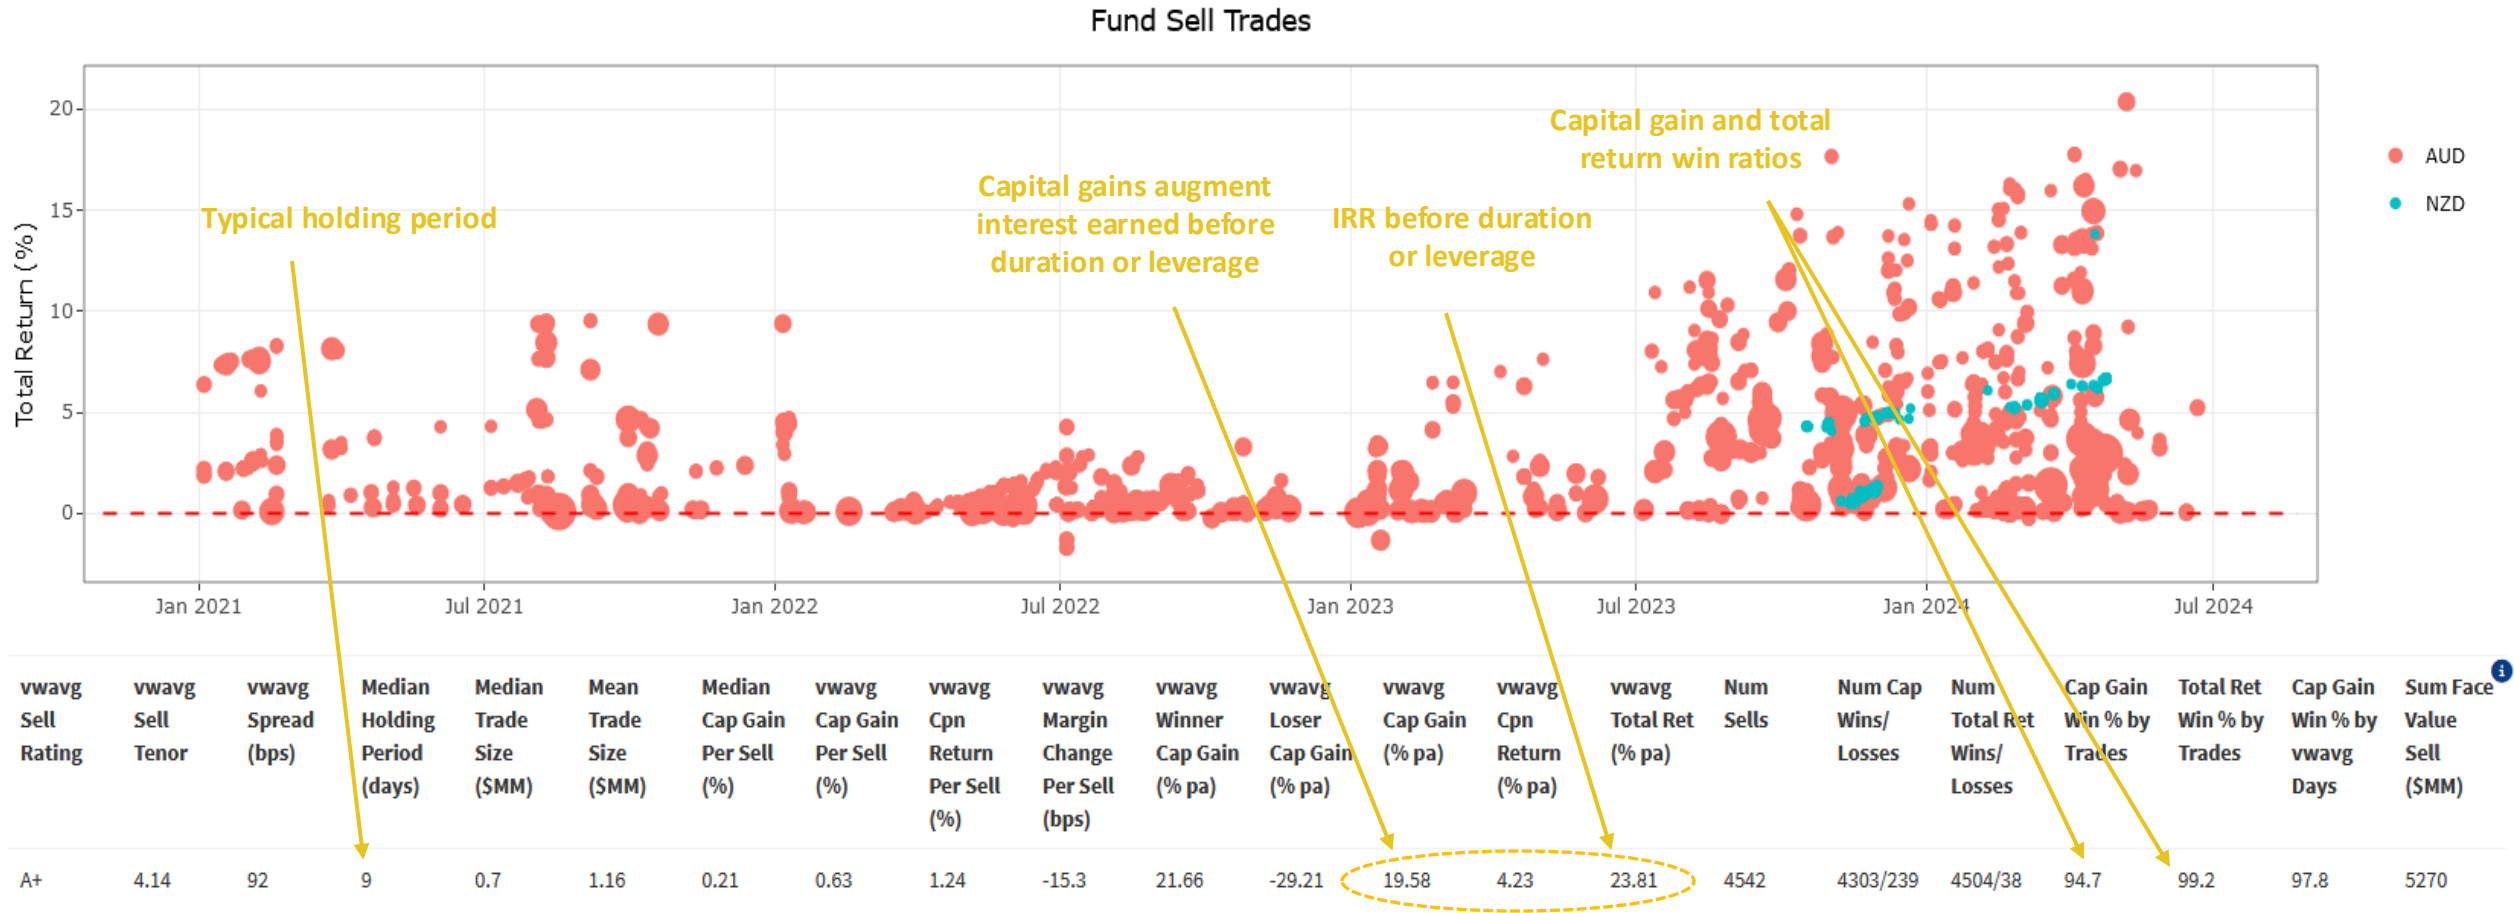 Fund Sell Trades
Total Return (%)
20
15
10
5
0
Jan 2021
Jul 2021
Jan 2022
Jul 2022
Jan 2023
Jul 2023
Jan 2024
Jul 2024
AUD
NZD
Typical holding period
Capital gains augment
interest earned before
duration or leverage
IRR before duration
or leverage
Capital gain and total
return win ratios
vwavg
Sell
Rating
vwavg
Sell
Tenor
vwavg
Spread
(bps)
Median
Holding
Period
(days)
Median
Trade
Size
($MM)
Mean
Trade
Size
($MM)
Median
Cap Gain
Per Sell
(%)
vwavg
Cap Gain
Per Sell
(%)
vwavg
Cpn
Return
Per Sell
(%)
vwavg
Margin
Change
Per Sell
(bps)
vwavg
Winner
Cap Gain
(% pa)
vwavg
Loser
Cap Gain
(% pa)
vwavg
Cap Gain
(% pa)
vwavg
Cpn
Return
(% pa)
vwavg
Total Ret
(% pa)
Num
Sells
Num Cap
Wins/
Losses
Num
Total Ret
Wins/
Losses
Cap Gain
Win % by
Trades
Total Ret
Win % by
Trades
Cap Gain
Win % by
vwavg
Days
Sum Face
Value
Sell
($MM)
i
A+ 4.14 92 9 0.7 1.16 0.21 0.63 1.24 -15.3 21.66 -29.21 19.58 4.23 23.81 4542 4303/239 4504/38 94.7 99.2 97.8 5270